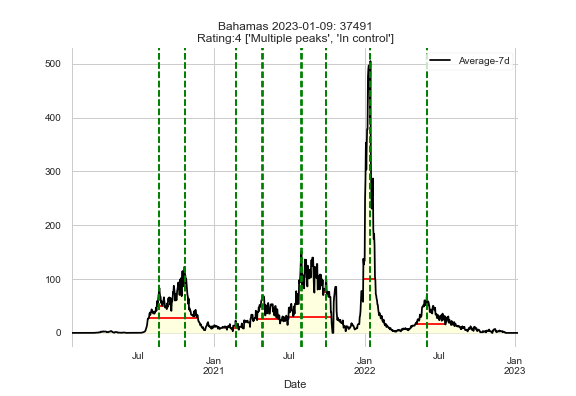 Bahamas 2023-01-09: 37491
Rating:4 ['Multiple peaks', 'In control']
Average-7d
500
400
300
200
100
0
Jul
Jan
2021
Jul
Jan
2022
Jul
Jan
2023
Date